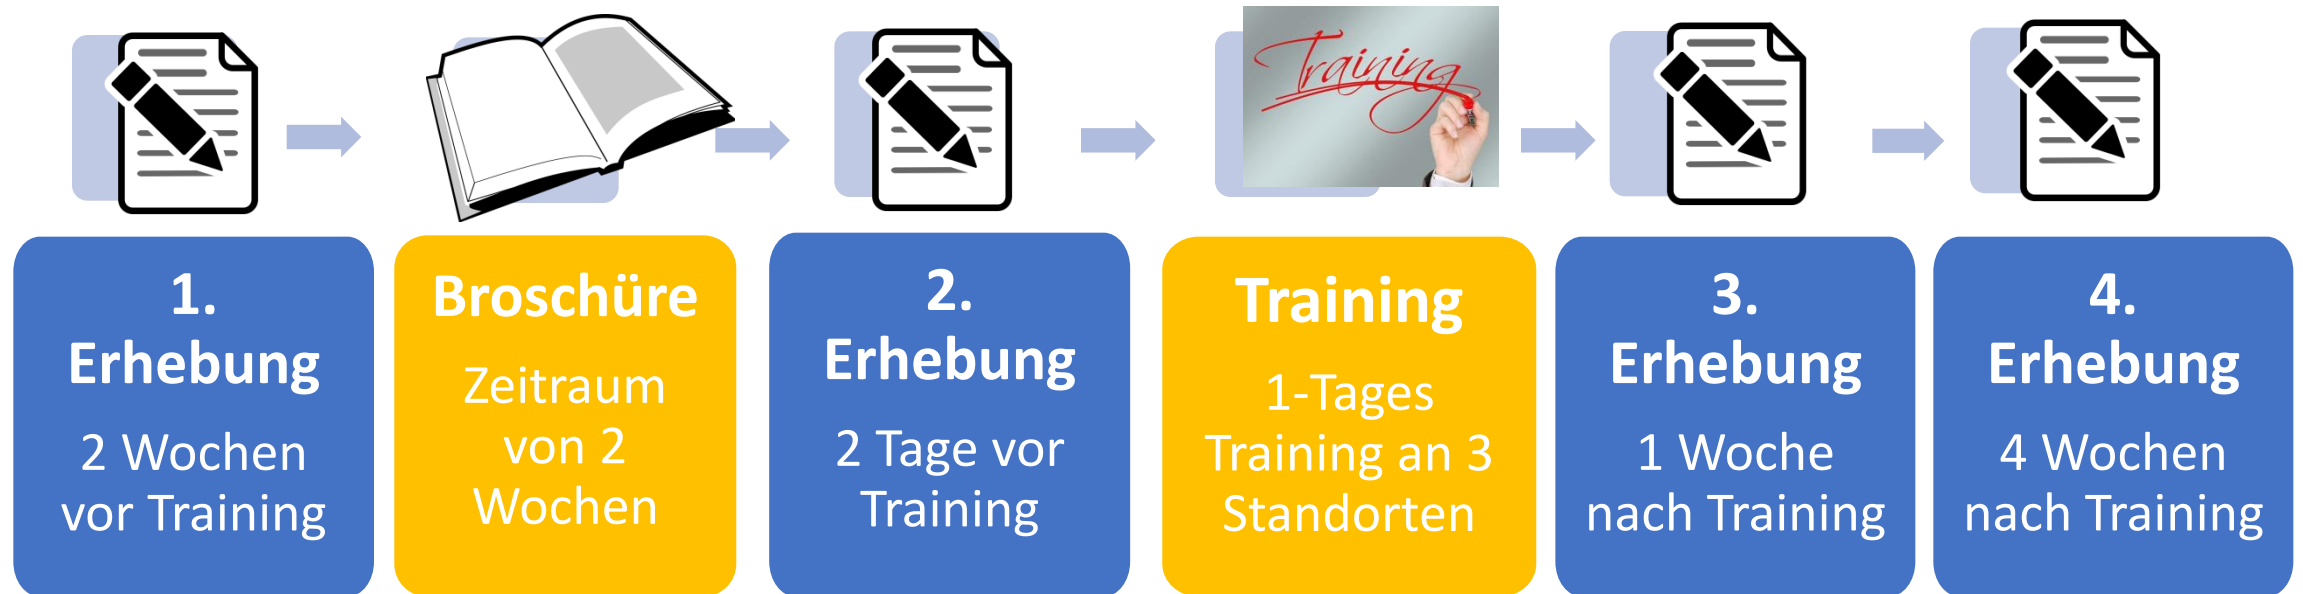 Training
1.
Erhebung
2 Wochen
vor Training
Broschüre
Zeitraum
von 2
Wochen
2.
Erhebung
2 Tage vor
Training
Training
1-Tages
Training an 3
Standorten
3.
Erhebung
1 Woche
nach Training
4.
Erhebung
4 Wochen
nach Training